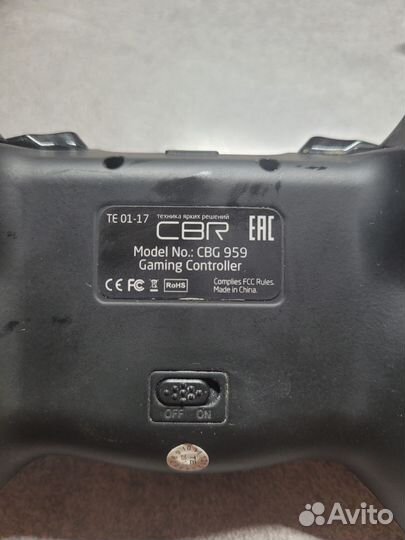 TE 01-17
техника ярких решений
CBR
EAC
Model No.: CBG 959
Gaming Controller
CE FC RoHS
Complies FCC Rules.
Made in China.
OFF ON
Avito